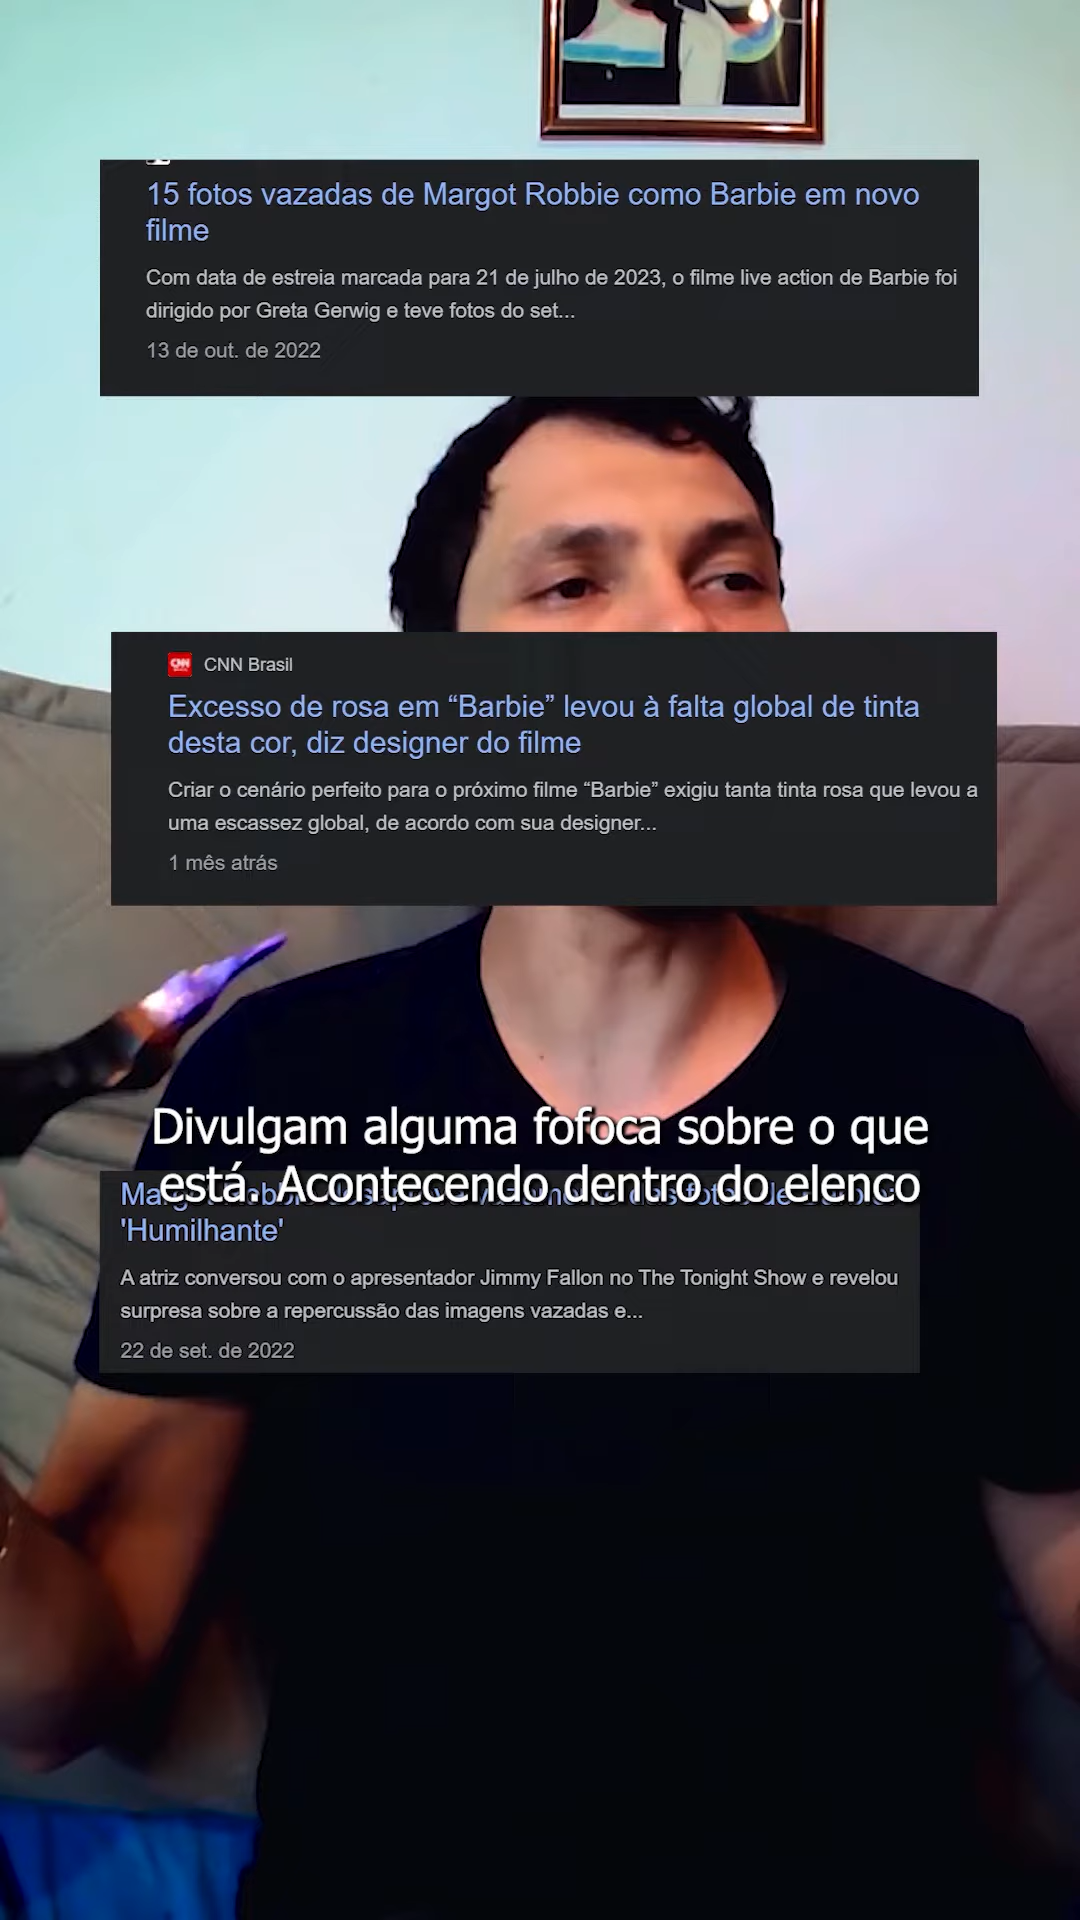 15 fotos vazadas de Margot Robbie como Barbie em novo
filme
Com data de estreia marcada para 21 de julho de 2023, o filme live action de Barbie foi
dirigido por Greta Gerwig e teve fotos do set...
13 de out. de 2022
CNN Brasil
Excesso de rosa em “Barbie” levou à falta global de tinta
desta cor, diz designer do filme
Criar o cenário perfeito para o próximo filme “Barbie” exigiu tanta tinta rosa que levou a
uma escassez global, de acordo com sua designer...
1 mês atrás
Divulgam alguma fofoca sobre o que
está. Acontecendo dentro do elenco
'Humilhante'
A atriz conversou com o apresentador Jimmy Fallon no The Tonight Show e revelou
surpresa sobre a repercussão das imagens vazadas e...
22 de set. de 2022